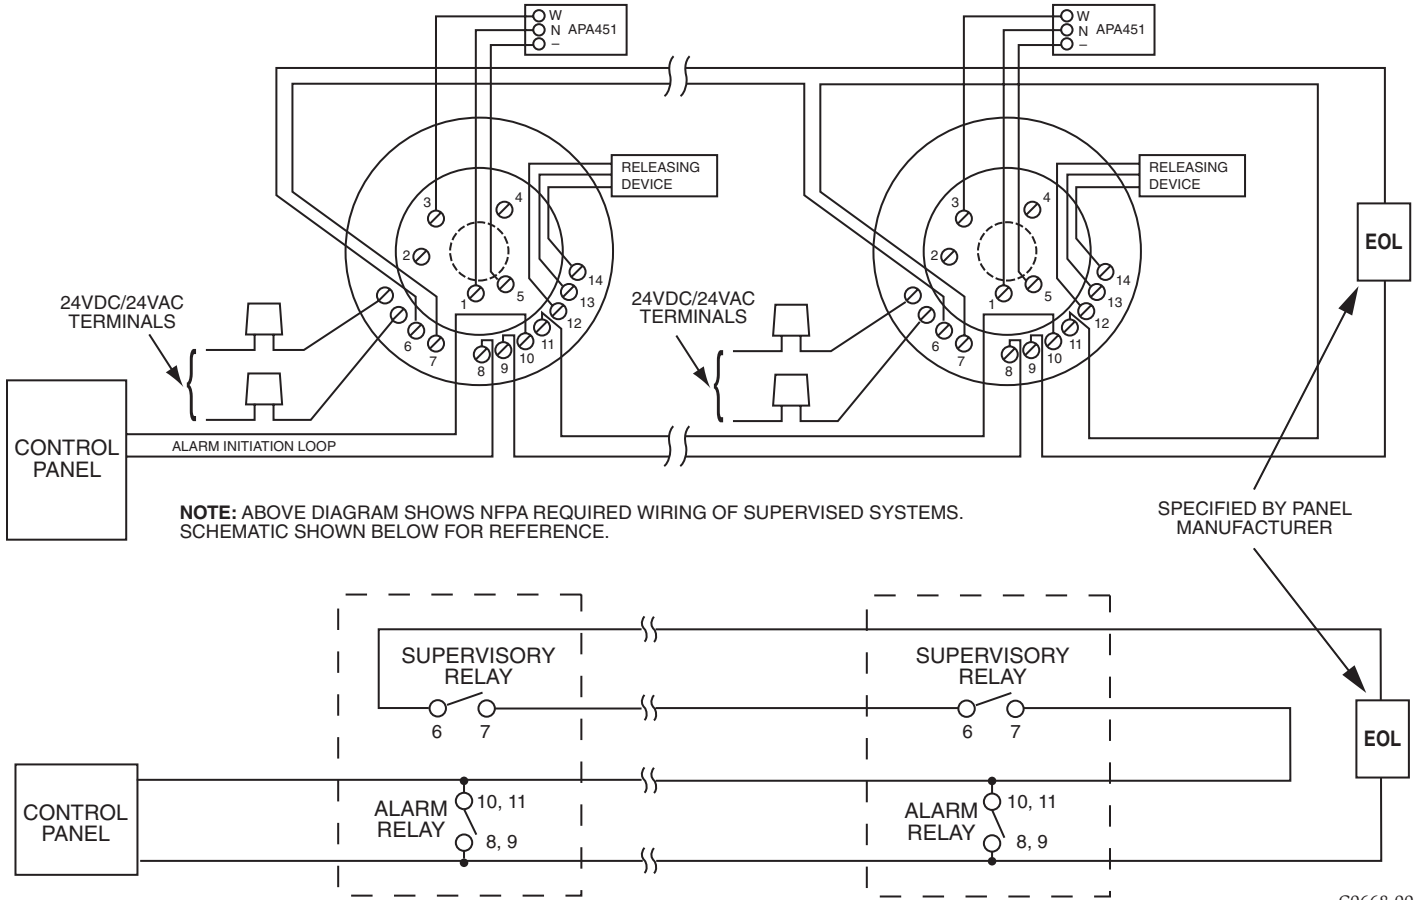 W
N APA451
–
W
N APA451
–
RELEASING
DEVICE
RELEASING
DEVICE
3
4
2
1
5
14
13
12
11
10
9
8
7
6
3
4
2
1
5
14
13
12
11
10
9
8
7
6
EOL
24VDC/24VAC
TERMINALS
24VDC/24VAC
TERMINALS
CONTROL
PANEL
ALARM INITIATION LOOP
NOTE: ABOVE DIAGRAM SHOWS NFPA REQUIRED WIRING OF SUPERVISED SYSTEMS.
SCHEMATIC SHOWN BELOW FOR REFERENCE.
SPECIFIED BY PANEL
MANUFACTURER
SUPERVISORY
RELAY
6 7
SUPERVISORY
RELAY
6 7
EOL
CONTROL
PANEL
ALARM
RELAY
10, 11
8, 9
ALARM
RELAY
10, 11
8, 9